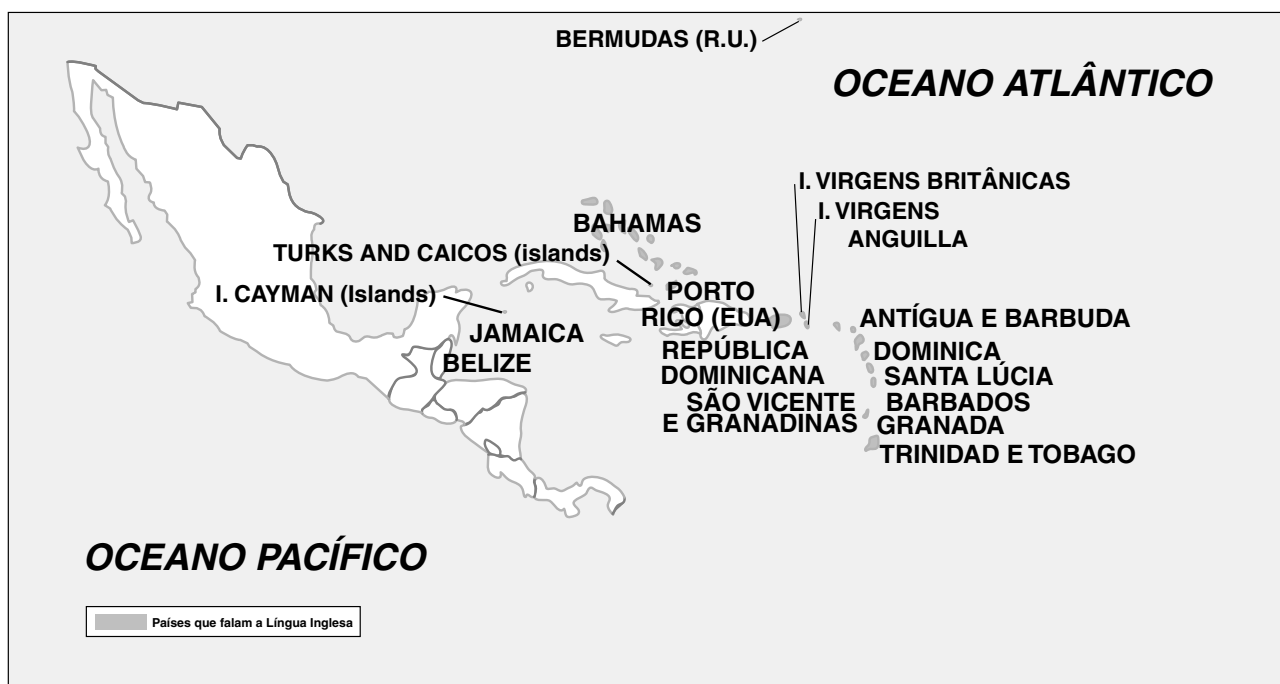 BERMUDAS (R.U.)
OCEANO ATLÂNTICO
I. VIRGENS BRITÂNICAS
I. VIRGENS
ANGUILLA
BAHAMAS
TURKS AND CAICOS (islands)
I. CAYMAN (Islands)
PORTO
RICO (EUA)
ANTÍGUA E BARBUDA
JAMAICA
BELIZE
REPÚBLICA
DOMINICANA
DOMINICA
SANTA LÚCIA
SÃO VICENTE
E GRANADINAS
BARBADOS
GRANADA
TRINIDAD E TOBAGO
OCEANO PACÍFICO
Países que falam a Língua Inglesa